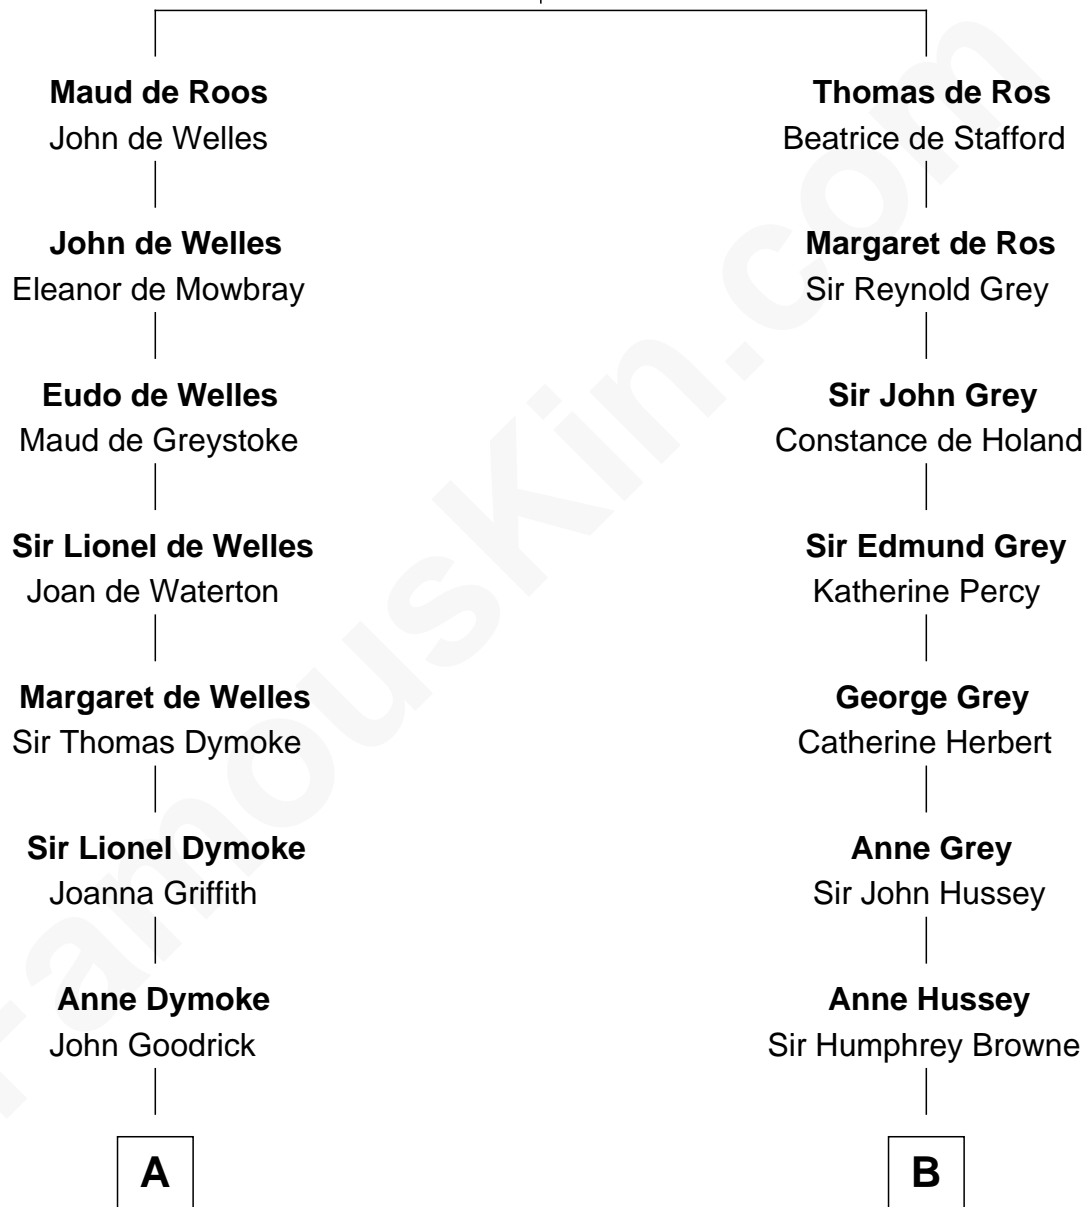 Maud de Roos
John de Welles
Thomas de Ros
Beatrice de Stafford
John de Welles
Eleanor de Mowbray
Margaret de Ros
Sir Reynold Grey
Eudo de Welles
Maud de Greystoke
Sir John Grey
Constance de Holand
Sir Lionel de Welles
Joan de Waterton
Sir Edmund Grey
Katherine Percy
Margaret de Welles
Sir Thomas Dymoke
George Grey
Catherine Herbert
Sir Lionel Dymoke
Joanna Griffith
Anne Grey
Sir John Hussey
Anne Dymoke
John Goodrick
Anne Hussey
Sir Humphrey Browne
A
B
FamousKin.com